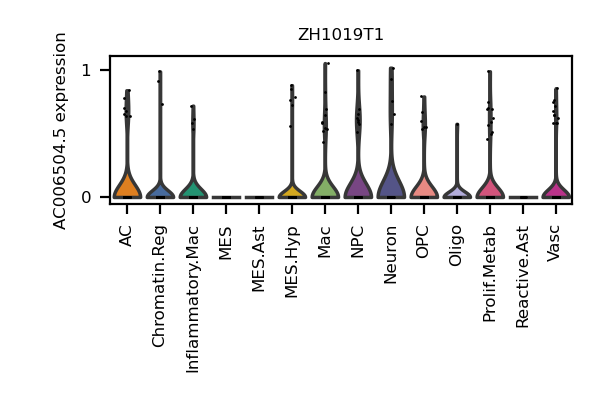 ZH1019T1
AC006504.5 expression
1
0
AC
Chromatin.Reg
Inflammatory.Mac
MES
MES.Ast
MES.Hyp
Mac
NPC
Neuron
OPC
Oligo
Prolif.Metab
Reactive.Ast
Vasc